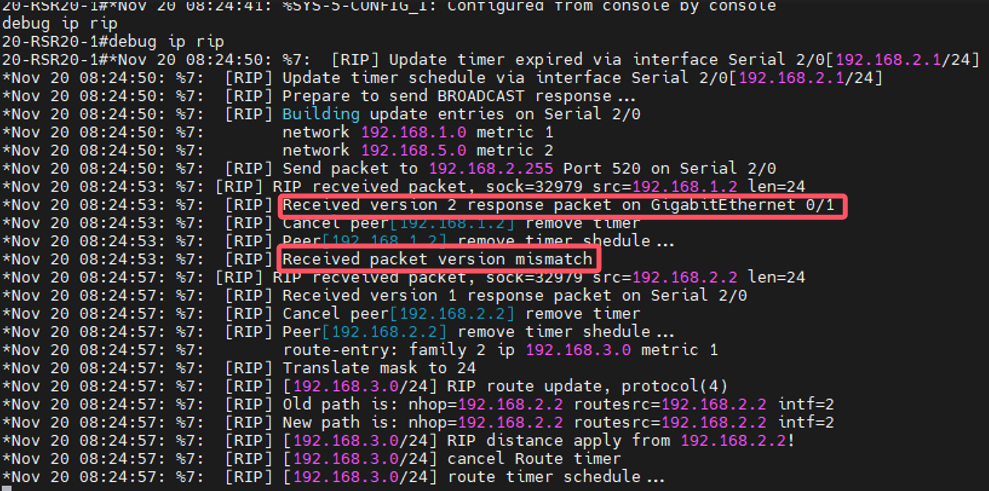 20-RSR20-1#*Nov 20 08:24:41: %SYS-5-CONFIG_I: Configured from console by console
debug ip rip
20-RSR20-1#debug ip rip
20-RSR20-1#*Nov 20 08:24:50: %7:  [RIP] Update timer expired via interface Serial 2/0[192.168.2.1/24]
*Nov 20 08:24:50: %7:  [RIP] Update timer schedule via interface Serial 2/0[192.168.2.1/24]
*Nov 20 08:24:50: %7:  [RIP] Prepare to send BROADCAST response...
*Nov 20 08:24:50: %7:  [RIP] Building update entries on Serial 2/0
*Nov 20 08:24:50: %7:        network 192.168.1.0 metric 1
*Nov 20 08:24:50: %7:        network 192.168.5.0 metric 2
*Nov 20 08:24:50: %7:  [RIP] Send packet to 192.168.2.255 Port 520 on Serial 2/0
*Nov 20 08:24:53: %7: [RIP] RIP recveived packet, sock=32979 src=192.168.1.2 len=24
*Nov 20 08:24:53: %7:  [RIP] Received version 2 response packet on GigabitEthernet 0/1
*Nov 20 08:24:53: %7:  [RIP] Cancel peer[192.168.1.2] remove timer
*Nov 20 08:24:53: %7:  [RIP] Peer[192.168.1.2] remove timer shedule...
*Nov 20 08:24:53: %7:  [RIP] Received packet version mismatch
*Nov 20 08:24:57: %7: [RIP] RIP recveived packet, sock=32979 src=192.168.2.2 len=24
*Nov 20 08:24:57: %7:  [RIP] Received version 1 response packet on Serial 2/0
*Nov 20 08:24:57: %7:  [RIP] Cancel peer[192.168.2.2] remove timer
*Nov 20 08:24:57: %7:  [RIP] Peer[192.168.2.2] remove timer shedule...
*Nov 20 08:24:57: %7:        route-entry: family 2 ip 192.168.3.0 metric 1
*Nov 20 08:24:57: %7:  [RIP] Translate mask to 24
*Nov 20 08:24:57: %7:  [RIP] [192.168.3.0/24] RIP route update, protocol(4)
*Nov 20 08:24:57: %7:  [RIP] Old path is: nhop=192.168.2.2 routesrc=192.168.2.2 intf=2
*Nov 20 08:24:57: %7:  [RIP] New path is: nhop=192.168.2.2 routesrc=192.168.2.2 intf=2
*Nov 20 08:24:57: %7:  [RIP] [192.168.3.0/24] RIP distance apply from 192.168.2.2!
*Nov 20 08:24:57: %7:  [RIP] [192.168.3.0/24] cancel Route timer
*Nov 20 08:24:57: %7:  [RIP] [192.168.3.0/24] route timer schedule...